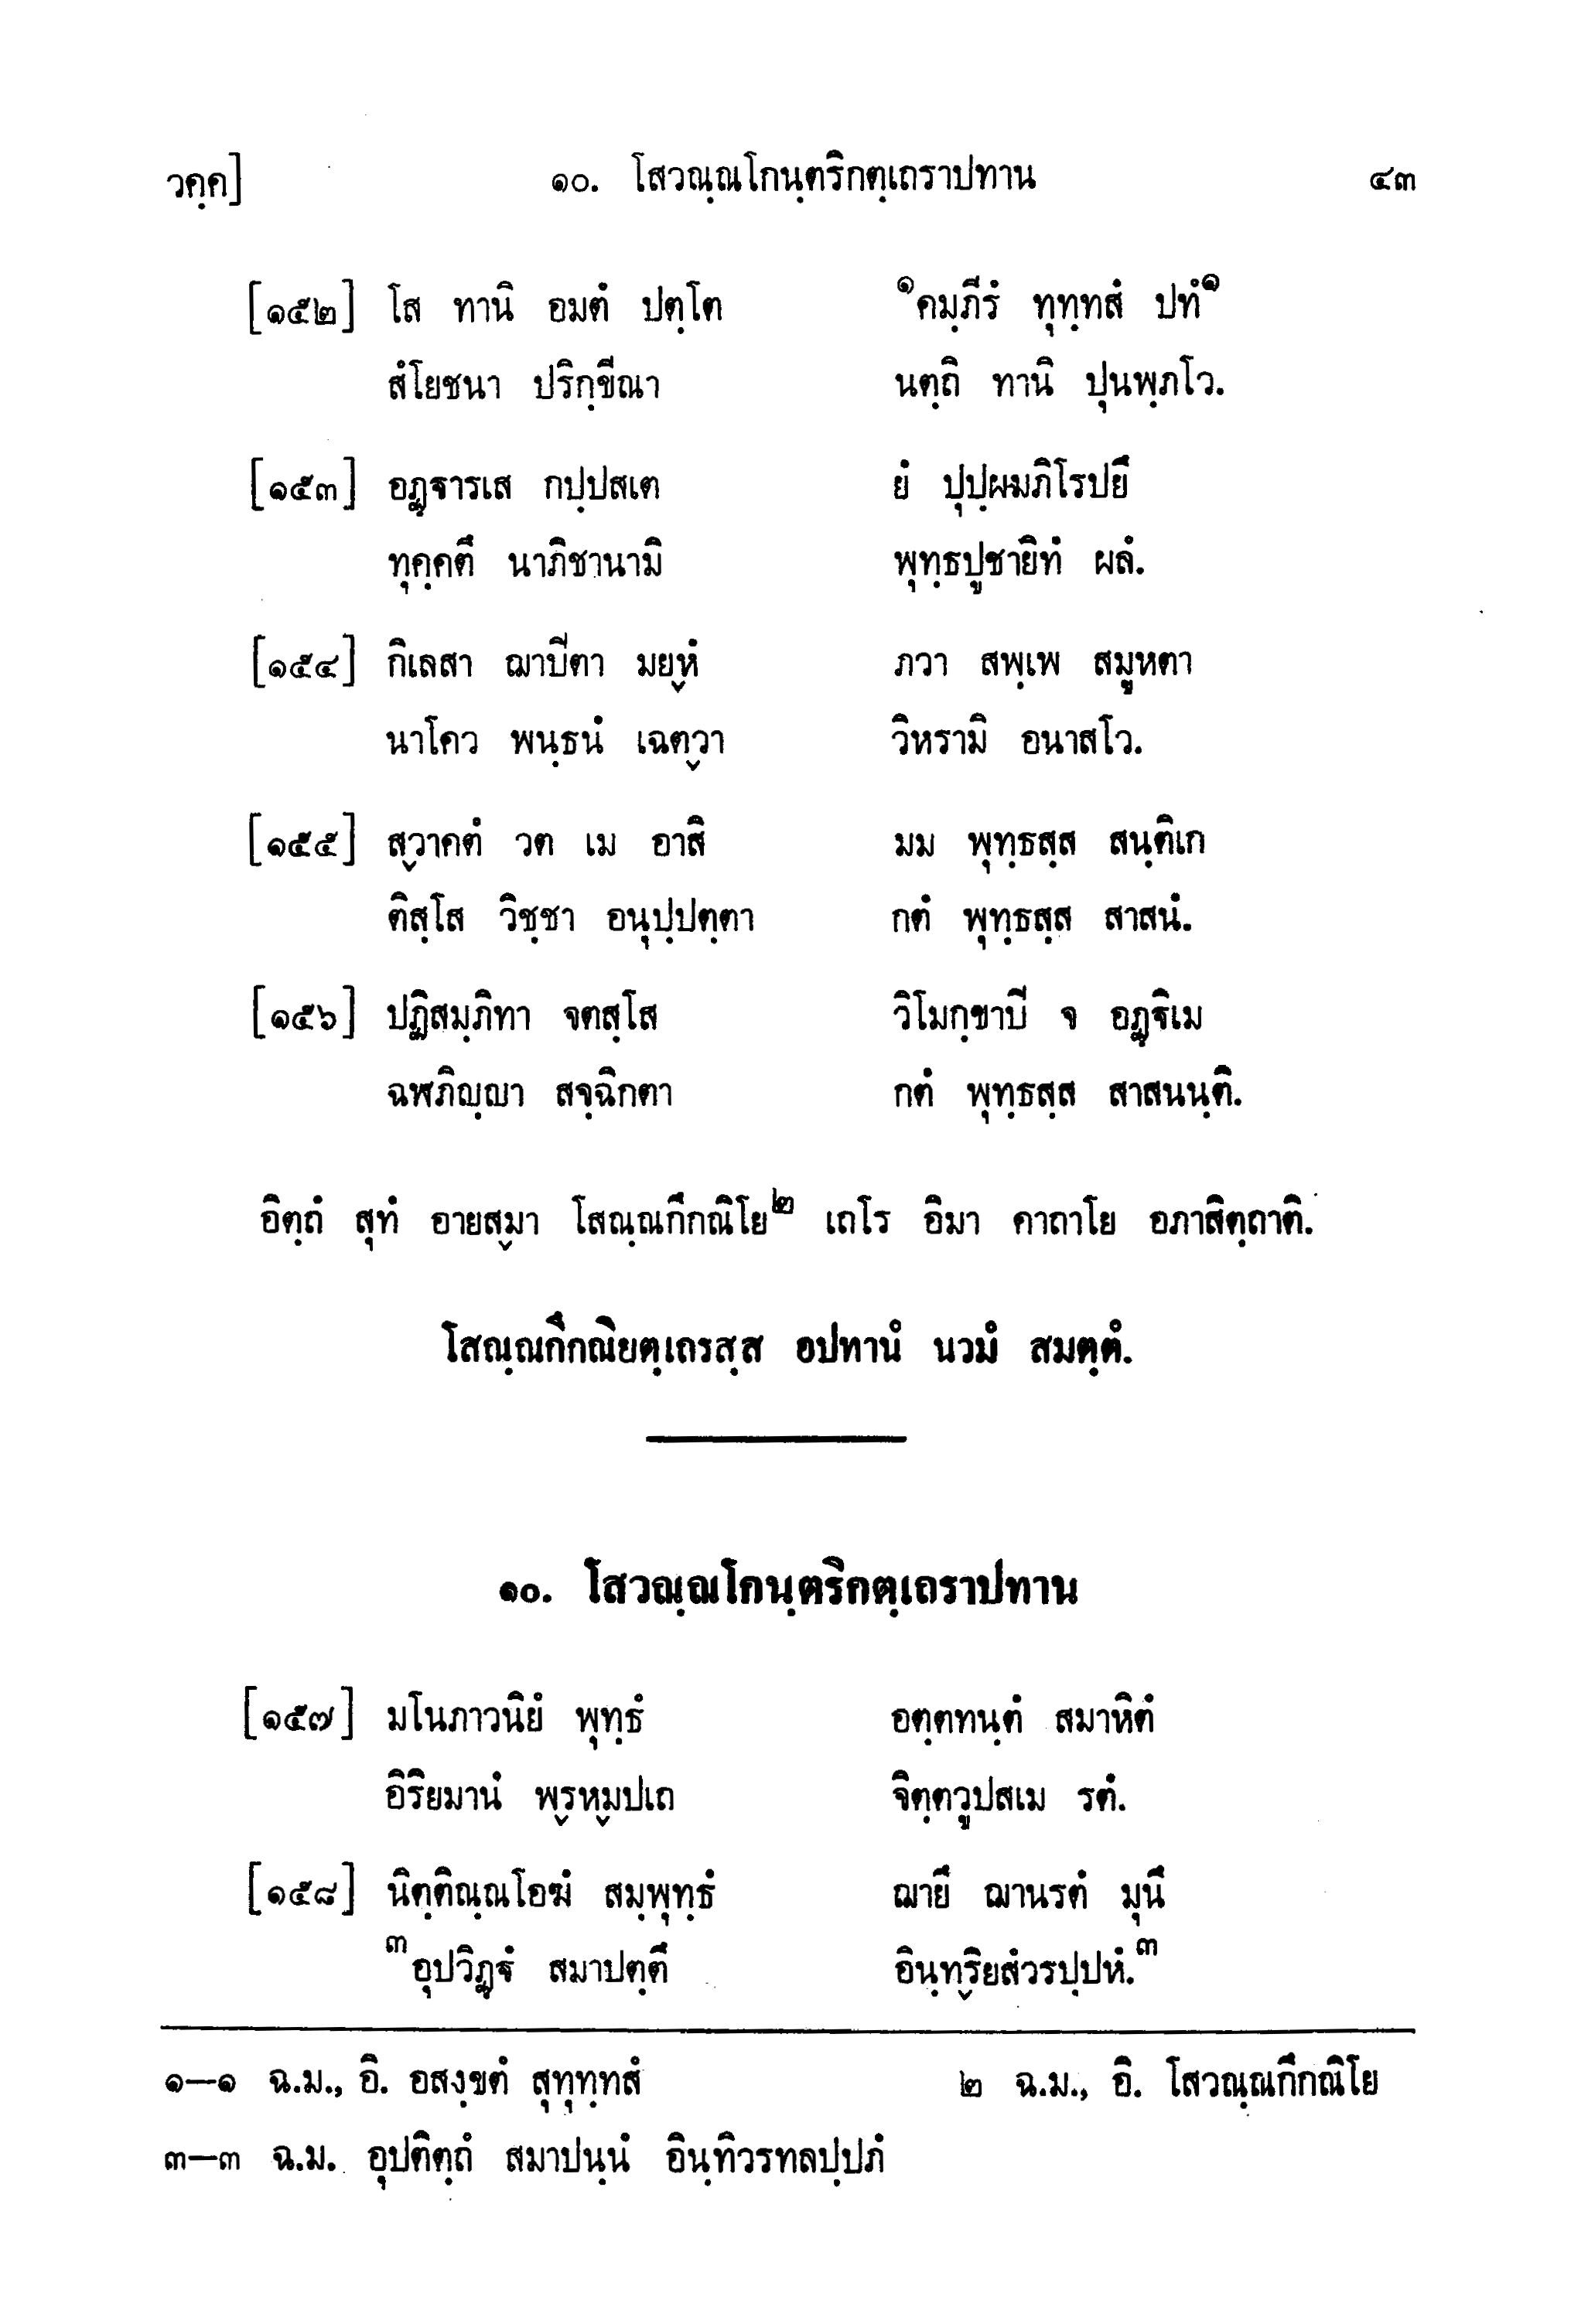 วคฺค] ๑๐. โสวณฺณโกนฺตริกตฺเถราปทาน ๔๓
[๑๕๒] โส ทานิ อมตํ ปตฺโต ๑คมฺภีรํ ทุทฺทสํ ปทํ๑
สํโยชนา ปริกฺขีณา นตฺถิ ทานิ ปุนพฺภโว.
[๑๕๓] อฏฺฐารเส กปฺปสเต ยํ ปุปฺผมภิโรปยึ
ทุคฺคตึ นาภิชานามิ พุทฺธปูชายิทํ ผลํ.
[๑๕๔] กิเลสา ฌาปิตา มยฺหํ ภวา สพฺเพ สมูหตา
นาโคว พนฺธนํ เฉตฺวา วิหรามิ อนาสโว.
[๑๕๕] สฺวาคตํ วต เม อาสิ มม พุทฺธสฺส สนฺติเก
ติสฺโส วิชฺชา อนุปฺปตฺตา กตํ พุทฺธสฺส สาสนํ.
[๑๕๖] ปฏิสมฺภิทา จตสฺโส วิโมกฺขาปิ จ อฏฺฐิเม
ฉฬภิญฺญา สจฺฉิกตา กตํ พุทฺธสฺส สาสนนฺติ.
อิตฺถํ สุทํ อายสฺมา โสณฺณกึกณิโย๒ เถโร อิมา คาถาโย อภาสิตฺถาติ.
โสณฺณกึกณิยตฺเถรสฺส อปทานํ นวมํ สมตฺตํ.
๑๐. โสวณฺณโกนฺตริกตฺเถราปทาน
[๑๕๗] มโนภาวนิยํ พุทฺธํ อตฺตทนฺตํ สมาหิตํ
อิริยมานํ พฺรหฺมปเถ จิตฺตวูปสเม รตํ.
[๑๕๘] นิตฺติณฺณโอฆํ สมฺพุทฺธํ ฌายึ ฌานรตํ มุนึ
๓อุปวิฏฺฐํ สมาปตฺตึ อินฺทฺริยสํวรปฺปหํ.๓
๑–๑ ฉ.ม., อิ. อสงฺขตํ สุทุทฺทสํ ๒ ฉ.ม., อิ. โสวณฺณกึกณิโย
๓–๓ ฉ.ม. อุปติตฺถํ สมาปนฺนํ อินฺทิวรทลปฺปภํ